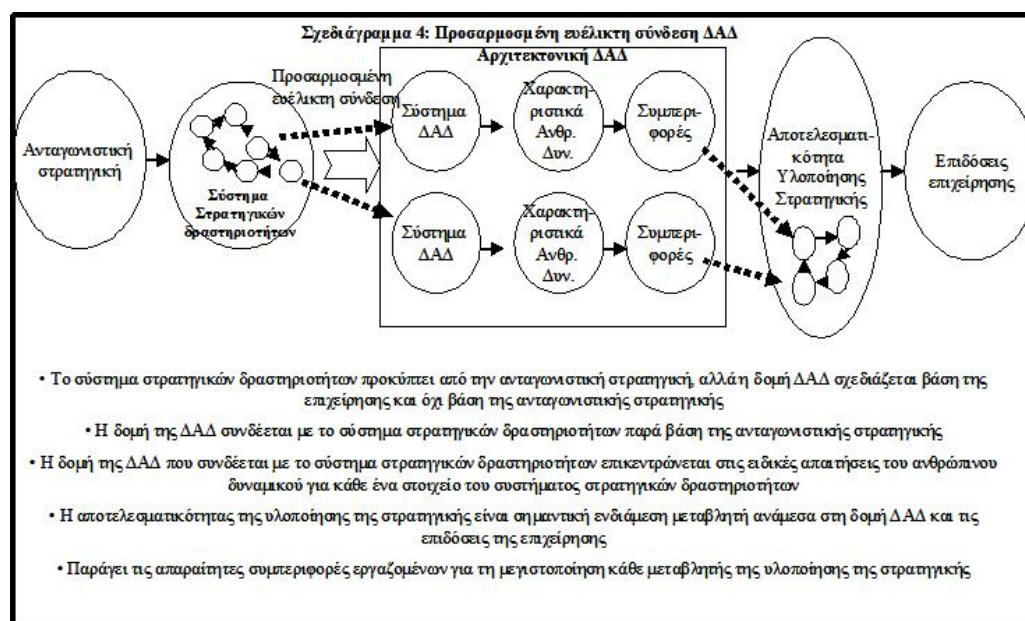 Σχεδιάγραμμα 4: Προσαρμοσμένη ευέλικτη σύνδεση ΔΑΔ
Αρχιτεκτονική ΔΑΔ
Ανταγωνιστική
στρατηγική
Σύστημα
Στρατηγικών
δραστηριοτήτων
Προσαρμοσμένη
ευέλικτη σύνδεση
Σύστημα
ΔΑΔ
Χαρακτη-
ριστικά
Ανθρ.
Δυν.
Συμπερι-
φορές
Σύστημα
ΔΑΔ
Χαρακτη-
ριστικά
Ανθρ.
Δυν.
Συμπερι-
φορές
Αποτελεσματι-
κότητα
Υλοποίησης
Στρατηγικής
Επιδόσεις
επιχείρησης
• Το σύστημα στρατηγικών δραστηριοτήτων προκύπτει από την ανταγωνιστική στρατηγική, αλλά η δομή ΔΑΔ σχεδιάζεται βάση της
επιχείρησης και όχι βάση της ανταγωνιστικής στρατηγικής
• Η δομή της ΔΑΔ συνδέεται με το σύστημα στρατηγικών δραστηριοτήτων παρά βάση της ανταγωνιστικής στρατηγικής
• Η δομή της ΔΑΔ που συνδέεται με το σύστημα στρατηγικών δραστηριοτήτων επικεντρώνεται στις ειδικές απαιτήσεις του ανθρώπινου
δυναμικού για κάθε ένα στοιχείο του συστήματος στρατηγικών δραστηριοτήτων
• Η αποτελεσματικότητας της υλοποίησης της στρατηγικής είναι σημαντική ενδιάμεση μεταβλητή ανάμεσα στη δομή ΔΑΔ και τις
επιδόσεις της επιχείρησης
• Παράγει τις απαραίτητες συμπεριφορές εργαζομένων για τη μεγιστοποίηση κάθε μεταβλητής της υλοποίησης της στρατηγικής